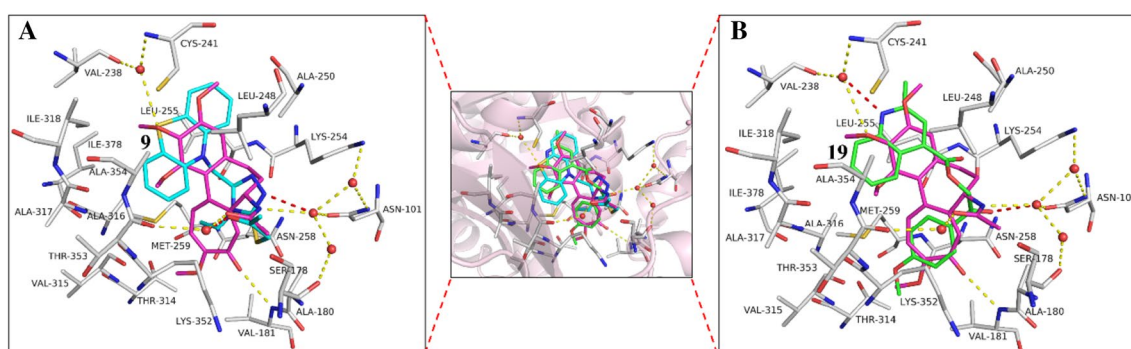 A
CYS-241
VAL-238
ALA-250
LEU-255
LEU-248
ILE-318
9
LYS-254
ILE-378
ALA-354
ALA-317
ALA-316
ASN-101
MET-259
ASN-258
THR-353
SER-178
VAL-315
THR-314
LYS-352
ALA-180
VAL-181
B
CYS-241
VAL-238
ALA-250
LEU-248
LEU-255
ILE-318
LYS-254
19
ALA-354
ILE-378
ASN-10
MET-259
ALA-316
ALA-317
ASN-258
THR-353
SER-178
LYS-352
VAL-315
THR-314
ALA-180
VAL-181